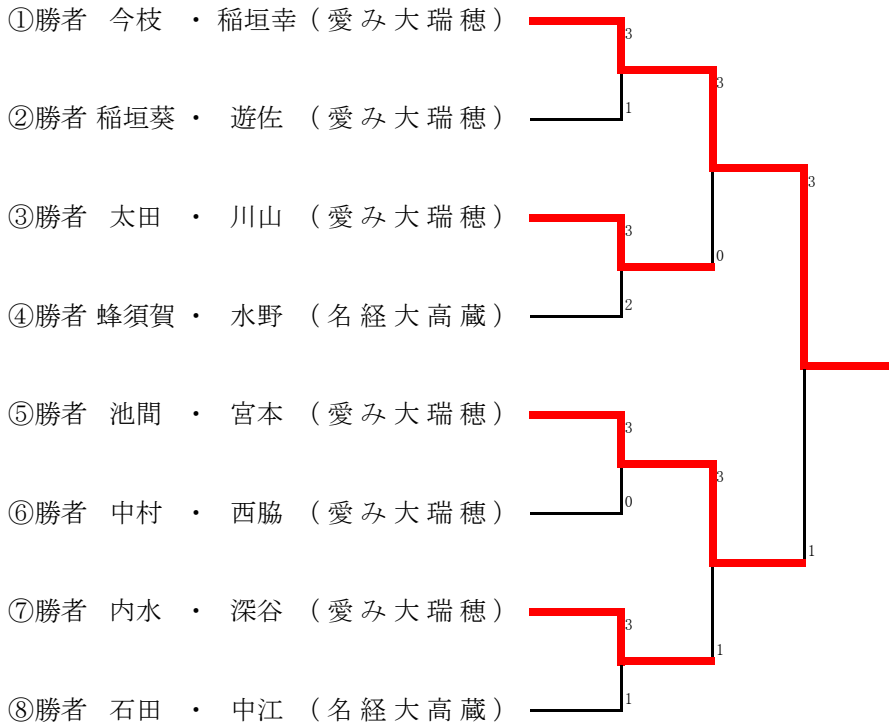 ①勝者 今枝 ・ 稲垣幸 (愛み大瑞穂)
3
3
②勝者 稲垣葵 ・ 遊佐 (愛み大瑞穂)
1
3
③勝者 太田 ・ 川山 (愛み大瑞穂)
3
0
④勝者 蜂須賀 ・ 水野 (名経大高蔵)
2
⑤勝者 池間 ・ 宮本 (愛み大瑞穂)
3
3
⑥勝者 中村 ・ 西脇 (愛み大瑞穂)
0
1
⑦勝者 内水 ・ 深谷 (愛み大瑞穂)
3
1
⑧勝者 石田 ・ 中江 (名経大高蔵)
1